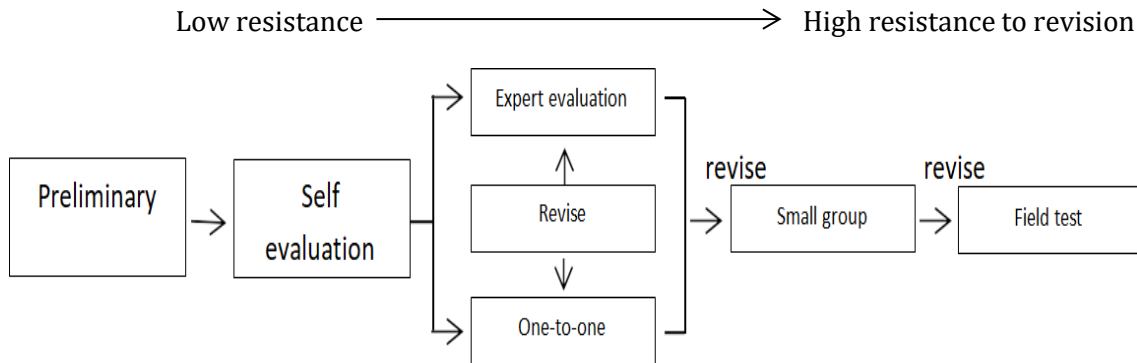 Low resistance
High resistance to revision
Preliminary
Self
evaluation
Expert evaluation
Revise
One-to-one
revise
Small group
revise
Field test